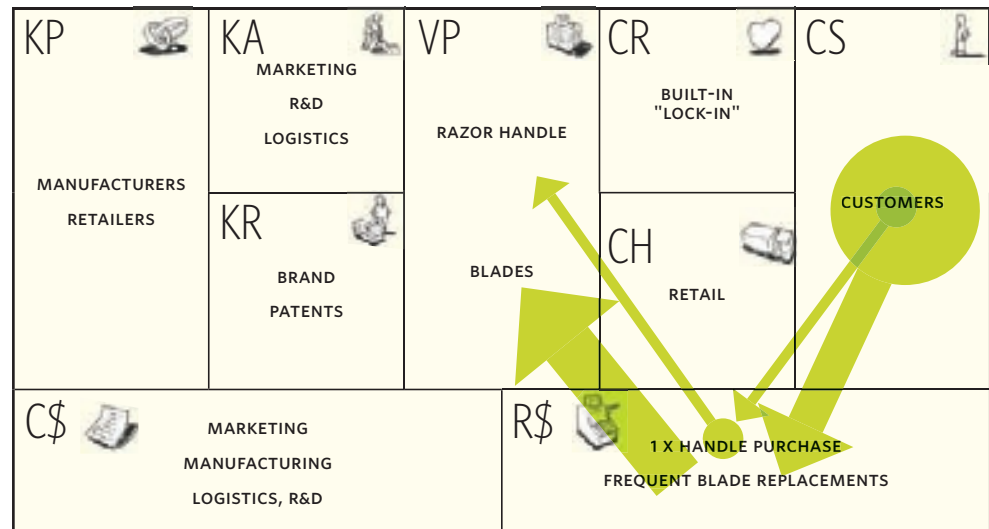 KP
MANUFACTURERS
RETAILERS
KA
MARKETING
R&D
LOGISTICS
KR
BRAND
PATENTS
VP
RAZOR HANDLE
BLADES
CR
BUILT-IN
"LOCK-IN"
CH
RETAIL
CS
CUSTOMERS
C$
MARKETING
MANUFACTURING
LOGISTICS, R&D
R$
1 X HANDLE PURCHASE
FREQUENT BLADE REPLACEMENTS